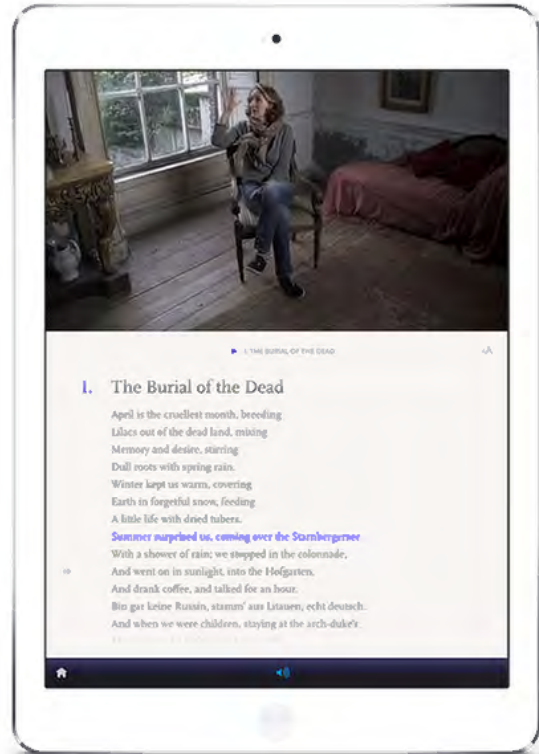 I. THE BURIAL OF THE DEAD
A
I. The Burial of the Dead
April is the cruellest month, breeding
Lilacs out of the dead land, mixing
Memory and desire, stirring
Dull roots with spring rain.
Winter kept us warm, covering
Earth in forgetful snow, feeding
A little life with dried tubers.
Summer surprised us, coming over the Starnbergersee
With a shower of rain; we stopped in the colonnade,
And went on in sunlight, into the Hofgarten,
10
And drank coffee, and talked for an hour.
Bin gar keine Russin, stamm' aus Litauen, echt deutsch.
And when we were children, staying at the arch-duke's,